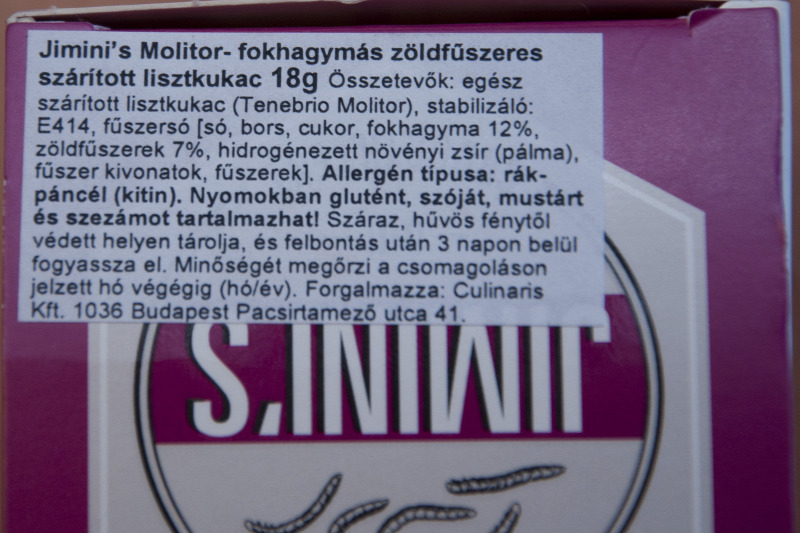 Jimini's Molitor- fokhagymás zöldfűszeres
szárított lisztkukac 18g Összetevők: egész
szárított lisztkukac (Tenebrio Molitor), stabilizáló:
E414, fűszersó [só, bors, cukor, fokhagyma 12%,
zöldfűszerek 7%, hidrogénezett növényi zsír (pálma),
fűszer kivonatok, fűszerek]. Allergén típusa: rák-
páncél (kitin). Nyomokban glutént, szóját, mustárt
és szezámot tartalmazhat! Száraz, hűvös fénytől
védett helyen tárolja, és felbontás után 3 napon belül
fogyassza el. Minőségét megőrzi a csomagoláson
jelzett hó végégig (hó/év). Forgalmazza: Culinaris
Kft. 1036 Budapest Pacsirtamező utca 41.
JIMINI'S